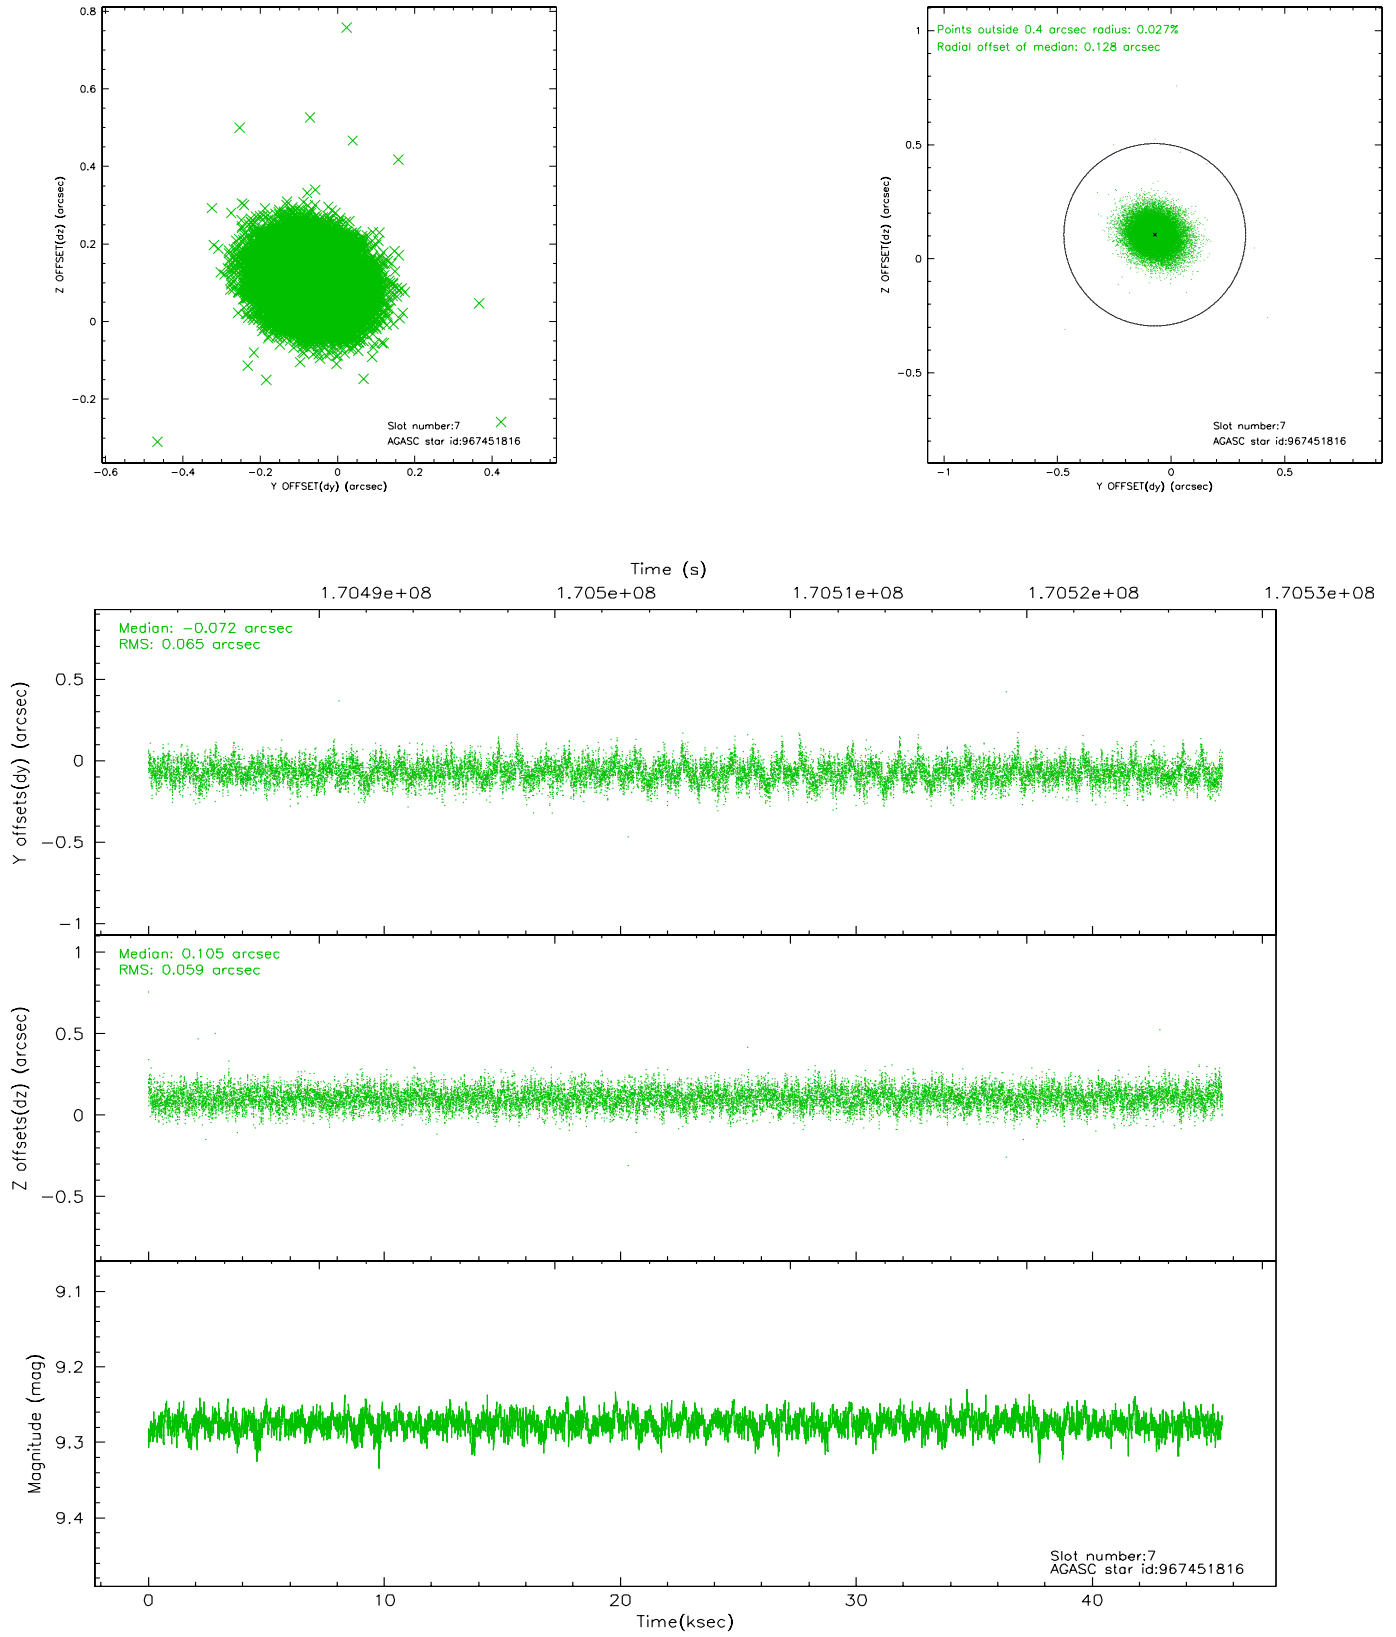 0.8
0.6
0.4
0.2
0
−0.2
−0.6
−0.4
−0.2
0
0.2
0.4
Z OFFSET(dz) (arcsec)
Y OFFSET(dy) (arcsec)
Slot number:7
AGASC star id:967451816
Points outside 0.4 arcsec radius: 0.027%
Radial offset of median: 0.128 arcsec
1
0.5
0
−0.5
−1
−0.5
0
0.5
Z OFFSET(dz) (arcsec)
Y OFFSET(dy) (arcsec)
Slot number:7
AGASC star id:967451816
Time (s)
1.7049e+08
1.705e+08
1.7051e+08
1.7052e+08
1.7053e+08
Median: −0.072 arcsec
RMS: 0.065 arcsec
0.5
0
−0.5
−1
Y offsets(dy) (arcsec)
Median: 0.105 arcsec
RMS: 0.059 arcsec
1
0.5
0
−0.5
Z offsets(dz) (arcsec)
9.1
9.2
9.3
9.4
Magnitude (mag)
Slot number:7
AGASC star id:967451816
0
10
20
30
40
Time(ksec)